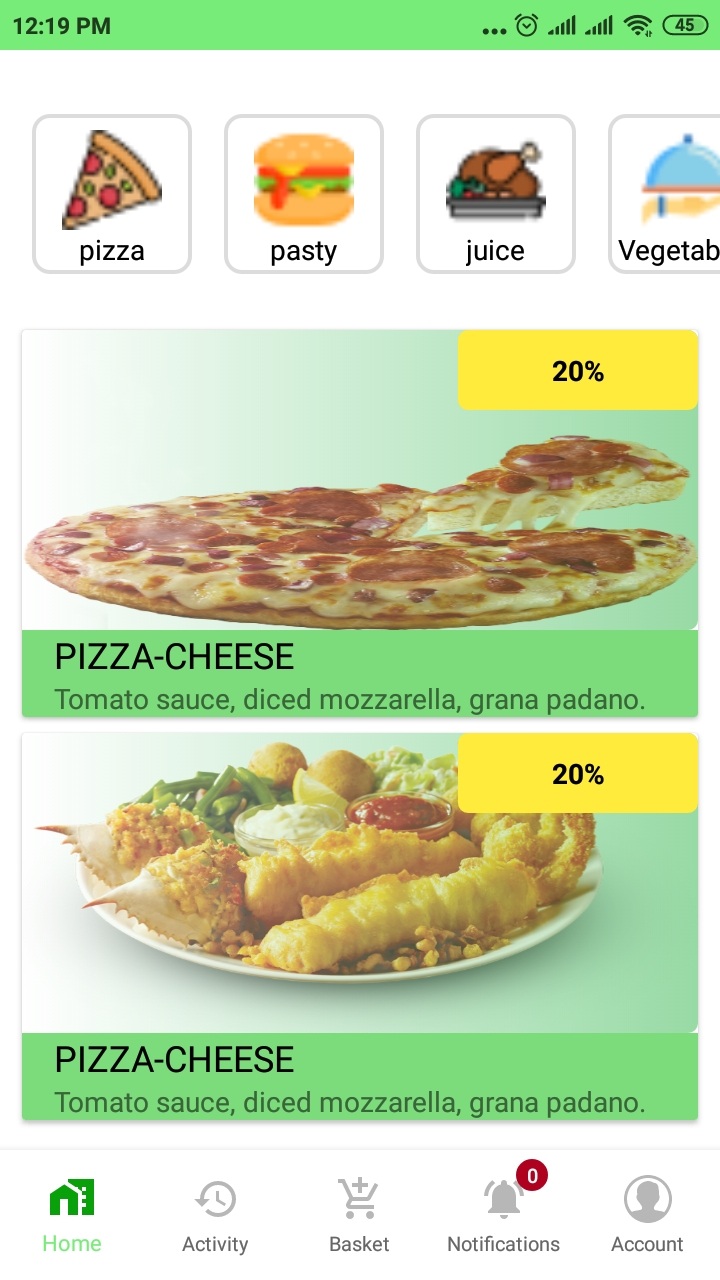 12:19 PM
45
pizza
pasty
juice
Vegetab
20%
PIZZA-CHEESE
Tomato sauce, diced mozzarella, grana padano.
20%
PIZZA-CHEESE
Tomato sauce, diced mozzarella, grana padano.
0
Home
Activity
Basket
Notifications
Account